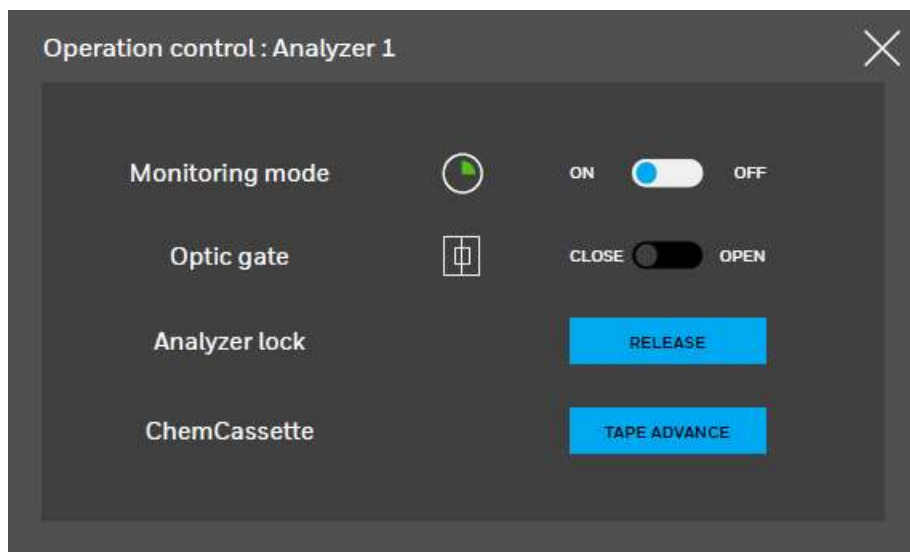 Operation control : Analyzer 1
Monitoring mode ON OFF
Optic gate CLOSE OPEN
Analyzer lock RELEASE
ChemCassette TAPE ADVANCE